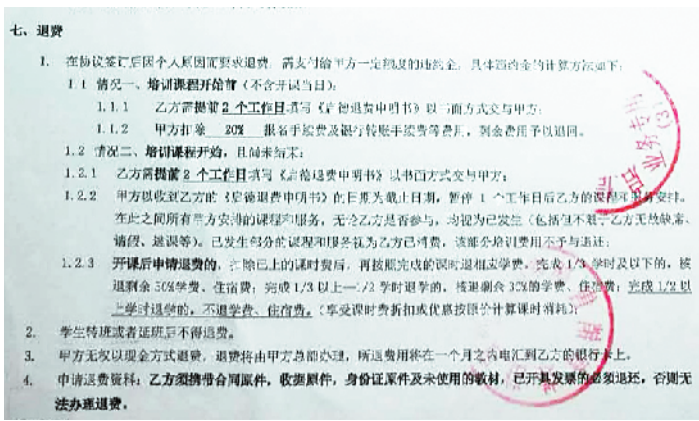 七、退费
1. 在协议签订后因个人原因而要求退费，需支付给甲方一定额度的违约金，具体违约金的计算方法如下：
1.1 情况一、培训课程开始前（不含开课当日）：
1.1.1 乙方需提前 2 个工作日填写《启德退费申明书》以书面方式交与甲方；
1.1.2 甲方扣除 20% 报名手续费及银行转账手续费等费用，剩余费用予以退回。
1.2 情况二、培训课程开始，且尚未结束：
1.2.1 乙方需提前 2 个工作日填写《启德退费申明书》以书面方式交与甲方；
1.2.2 甲方以收到乙方的《启德退费申明书》的日期为截止日期，暂停 1 个工作日后乙方的课程和服务安排。
在此之间所有甲方安排的课程和服务，无论乙方是否参与，均视为已发生（包括但不限于乙方无故缺席、
请假、逃课等）。已发生部分的课程和服务视为乙方已消费，该部分培训费用不予与退还；
1.2.3 开课后申请退费的，扣除已上的课时费后，再按照完成的课时退相应学费，完成 1/3 学时及以下的，被
退剩余 50%学费、住宿费；完成 1/3 以上—1/2 学时退学的，被退剩余 30%的学费、住宿费；完成 1/2 以
上学时退学的，不退学费、住宿费。（享受课时费折扣或优惠按原价计算课时消耗）；
2. 学生转班或者延班后不得退费。
3. 甲方无权以现金方式退费，退费将由甲方总部办理，所退费用将在一个月之内电汇到乙方的银行卡上。
4. 申请退费资料：乙方须携带合同原件，收据原件，身份证原件及未使用的教材，已开具发票的必须退还，否则无
法办理退费。
业务专用
(3)